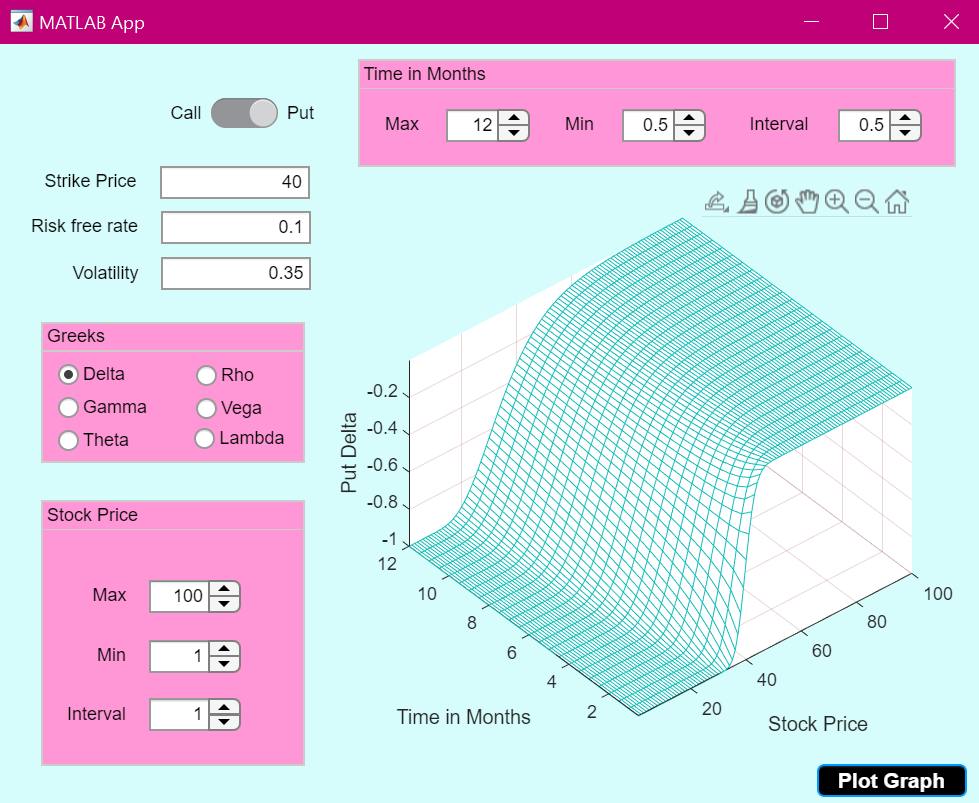 MATLAB App
Call Put
Time in Months
Max 12 Min 0.5 Interval 0.5
Strike Price 40
Risk free rate 0.1
Volatility 0.35
Greeks
Delta Rho
Gamma Vega
Theta Lambda
Stock Price
Max 100
Min 1
Interval 1
Put Delta
-0.2
-0.4
-0.6
-0.8
-1
12
10
8
6
4
2
Time in Months
20
40
60
80
100
Stock Price
Plot Graph